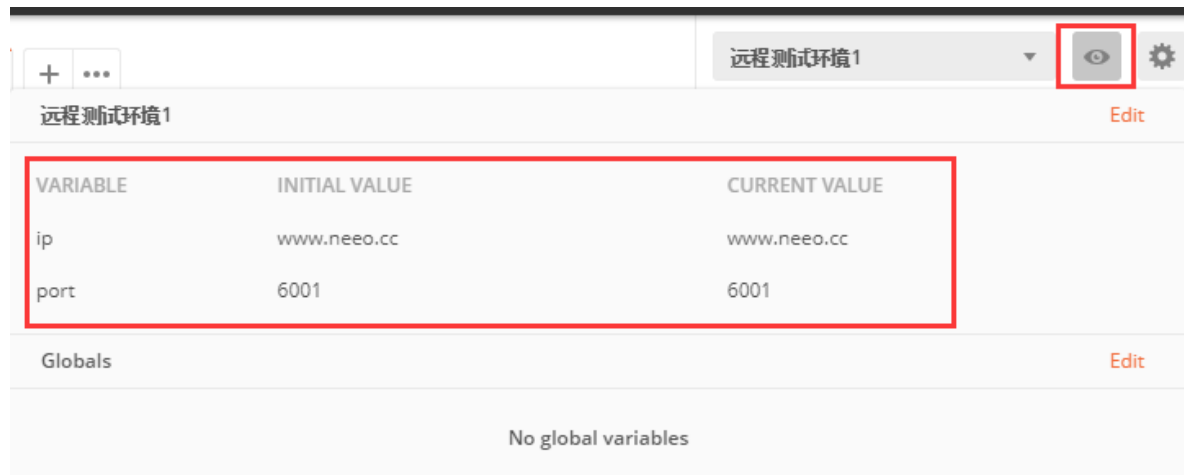 远程测试环境1
远程测试环境1 Edit
VARIABLE INITIAL VALUE CURRENT VALUE
ip www.neeo.cc www.neeo.cc
port 6001 6001
Globals Edit
No global variables